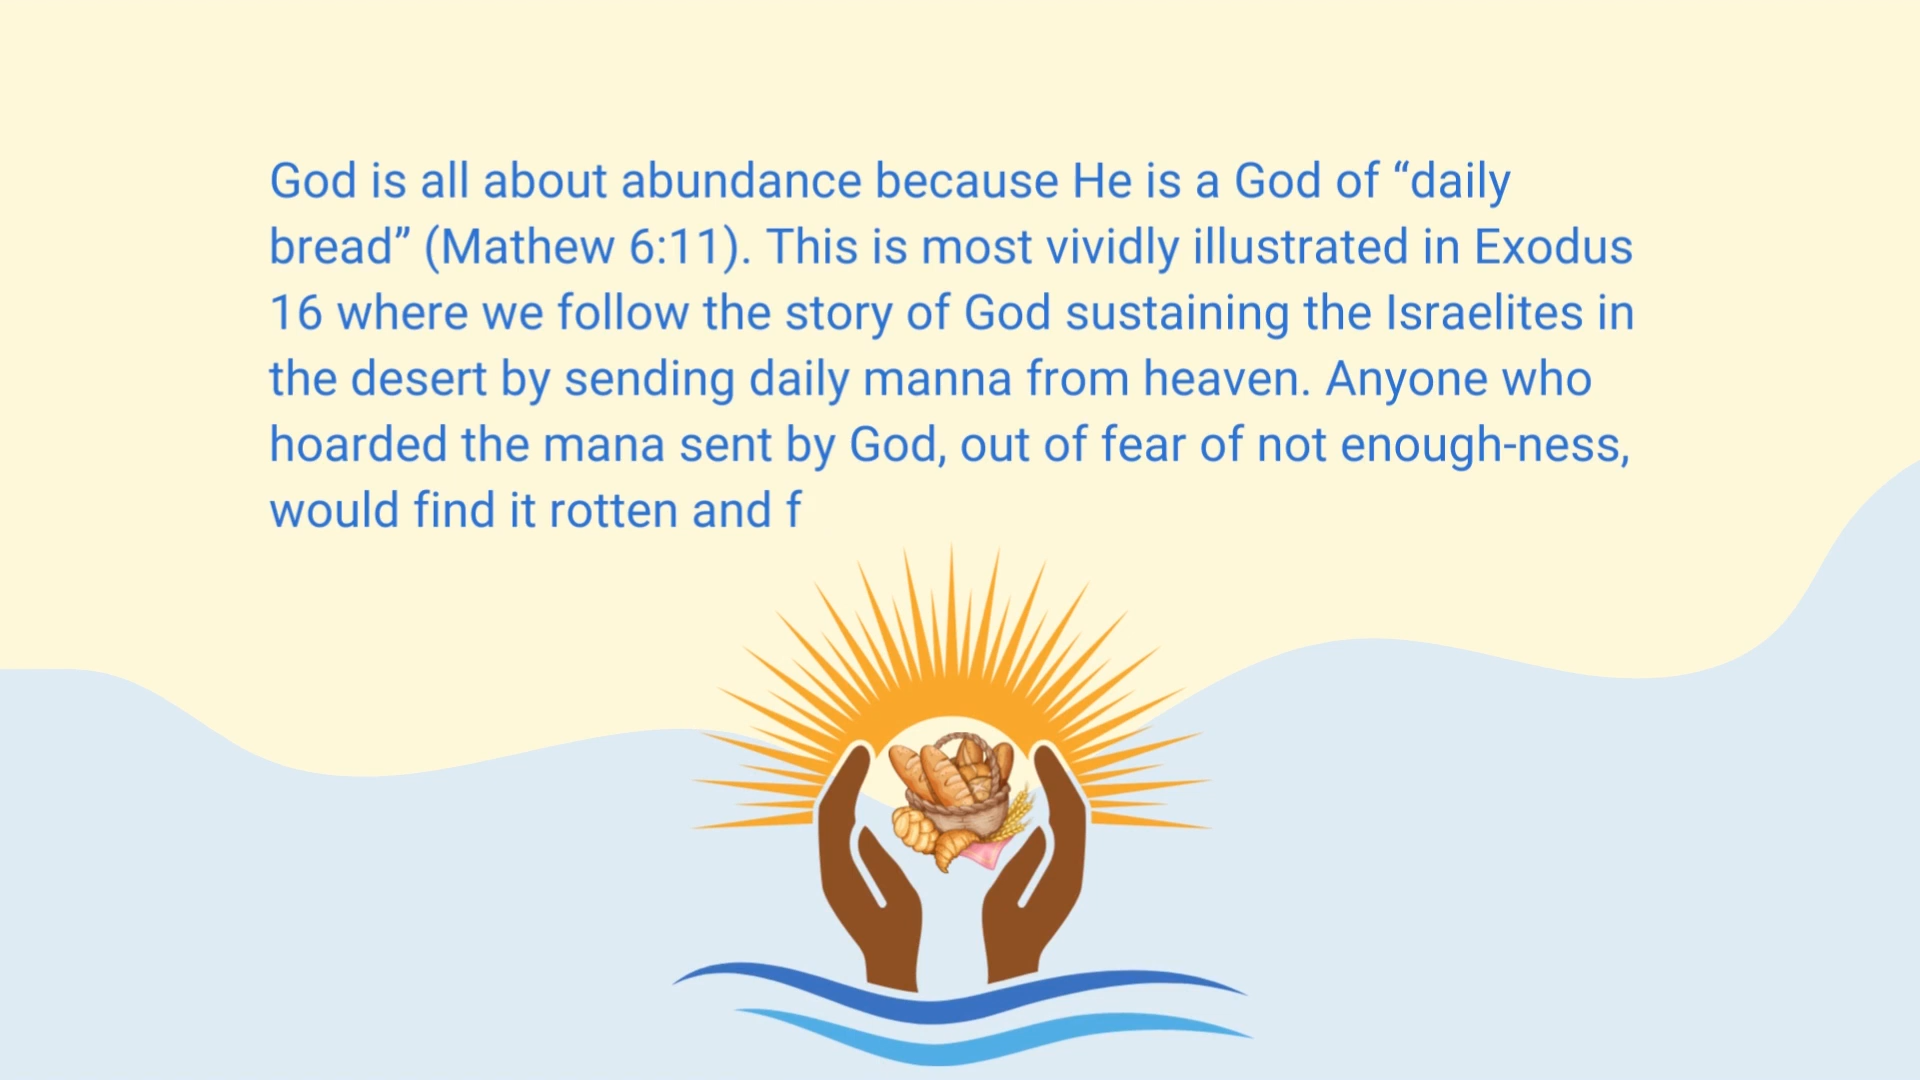 God is all about abundance because He is a God of “daily
bread” (Mathew 6:11). This is most vividly illustrated in Exodus
16 where we follow the story of God sustaining the Israelites in
the desert by sending daily manna from heaven. Anyone who
hoarded the mana sent by God, out of fear of not enough-ness,
would find it rotten and f